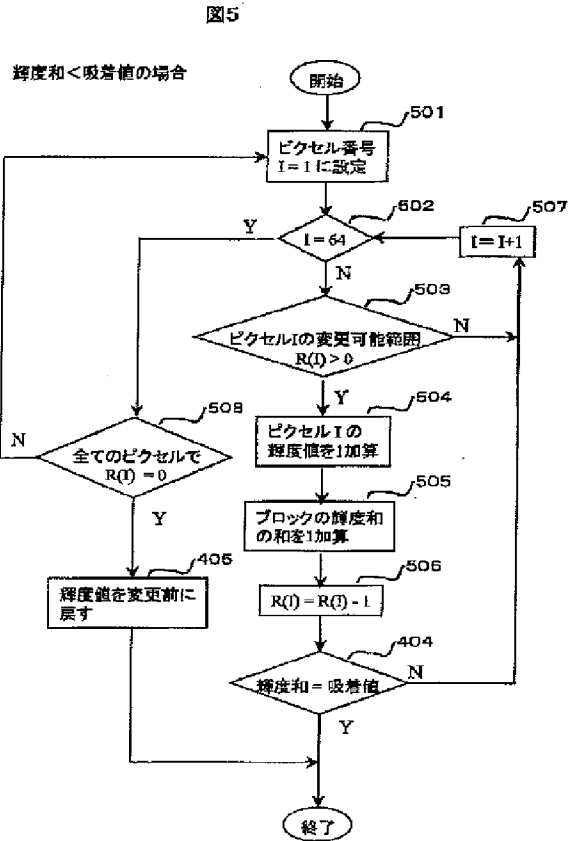 図5
輝度和＜吸着値の場合
開始
501
ピクセル番号
I = 1 に設定
502
507
Y
I = 64
I = I+1
N
503
ピクセルIの変更可能範囲
R(I) > 0
N
Y
504
ピクセル I の
輝度値を1加算
508
N
全てのピクセルで
R(I) = 0
505
ブロックの輝度和
の和を1加算
Y
405
506
輝度値を変更前に
戻す
R(I) = R(I) - 1
404
輝度和 = 吸着値
N
Y
終了